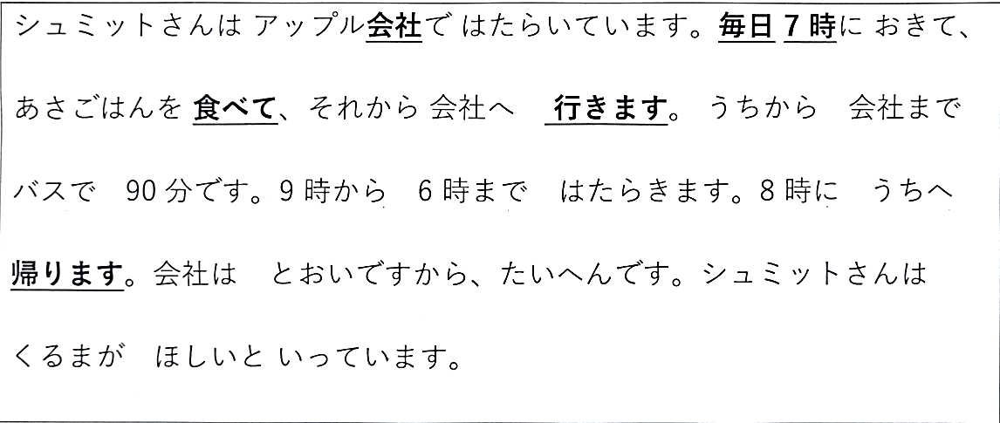 シュミットさんは アップル会社で はたらいています。毎日 7 時に おきて、
あさごはんを 食べて、それから 会社へ　行きます。 うちから　会社まで
バスで　90 分です。9 時から　6 時まで　はたらきます。8 時に　うちへ
帰ります。会社は　とおいですから、たいへんです。シュミットさんは
くるまが　ほしいと いっています。